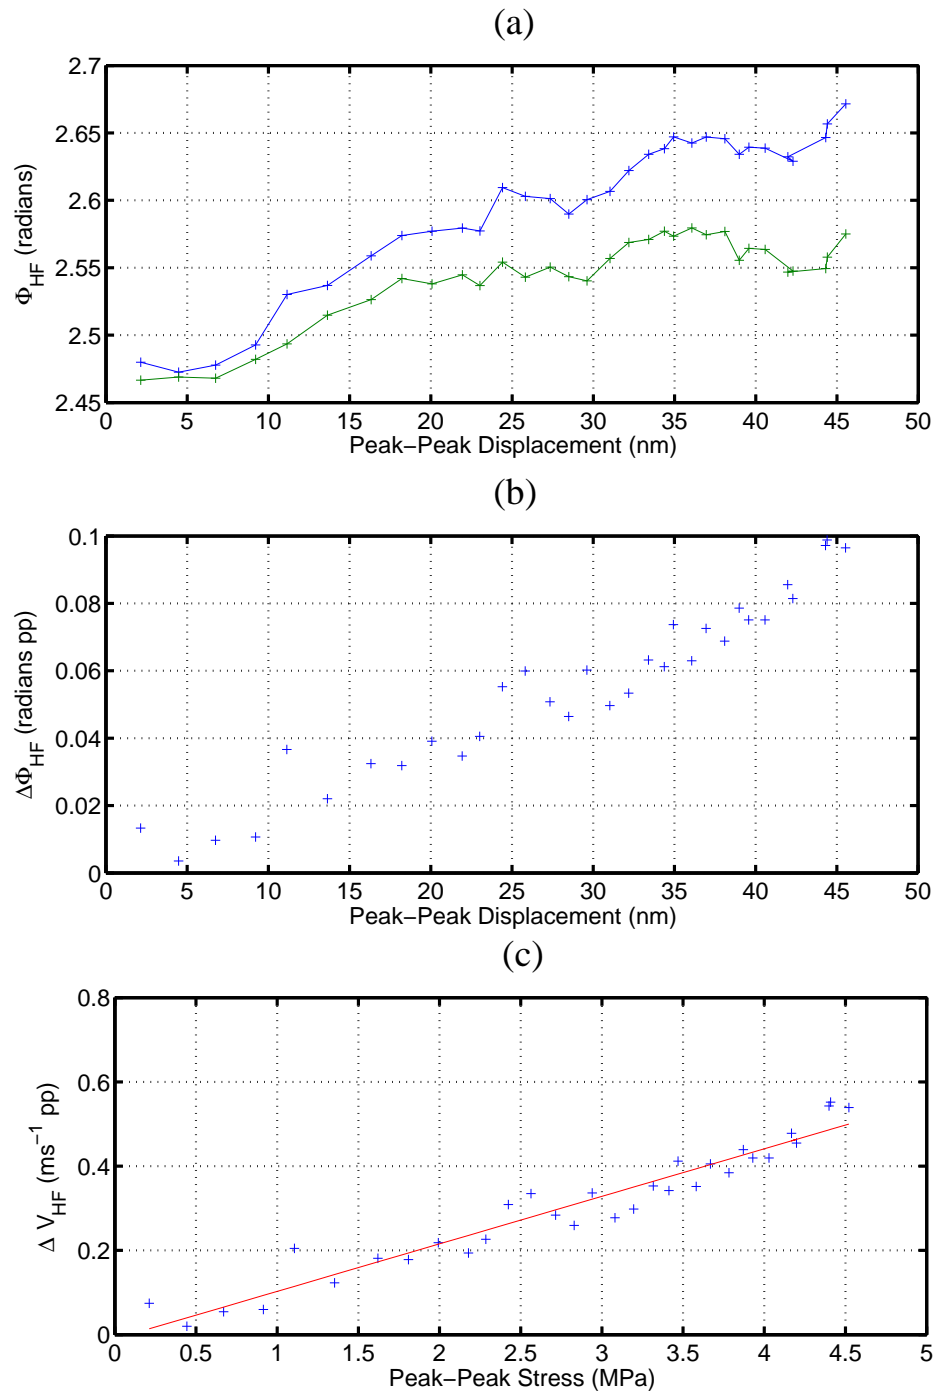 (a)
2.7
2.65
2.6
2.55
2.5
2.45
Φ_HF (radians)
0 5 10 15 20 25 30 35 40 45 50
Peak−Peak Displacement (nm)
(b)
0.1
0.08
0.06
0.04
0.02
0
ΔΦ_HF (radians pp)
0 5 10 15 20 25 30 35 40 45 50
Peak−Peak Displacement (nm)
(c)
0.8
0.6
0.4
0.2
0
Δ V_HF (ms⁻¹ pp)
0 0.5 1 1.5 2 2.5 3 3.5 4 4.5 5
Peak−Peak Stress (MPa)